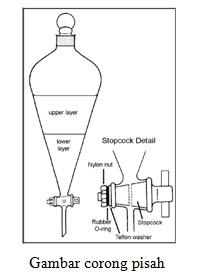 upper layer
lower
layer
Stopcock Detail
Nylon nut
Rubber
O-ring
Stopcock
Teflon washer
Gambar corong pisah